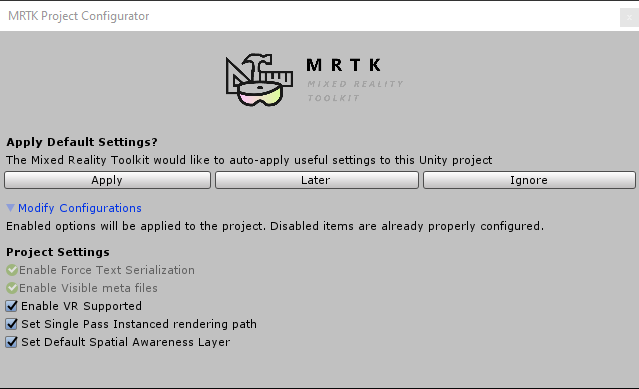 MRTK Project Configurator
x
MRTK
MIXED REALITY
TOOLKIT
Apply Default Settings?
The Mixed Reality Toolkit would like to auto-apply useful settings to this Unity project
Apply Later Ignore
Modify Configurations
Enabled options will be applied to the project. Disabled items are already properly configured.
Project Settings
Enable Force Text Serialization
Enable Visible meta files
Enable VR Supported
Set Single Pass Instanced rendering path
Set Default Spatial Awareness Layer